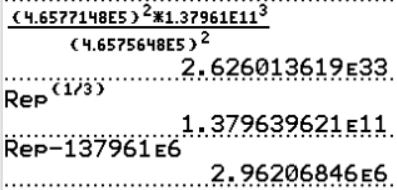 (4.6577148E5)²*1.37961E11³
(4.6575648E5)²
2.626013619E33
Rep^(1/3)
1.379639621E11
Rep-137961E6
2.96206846E6